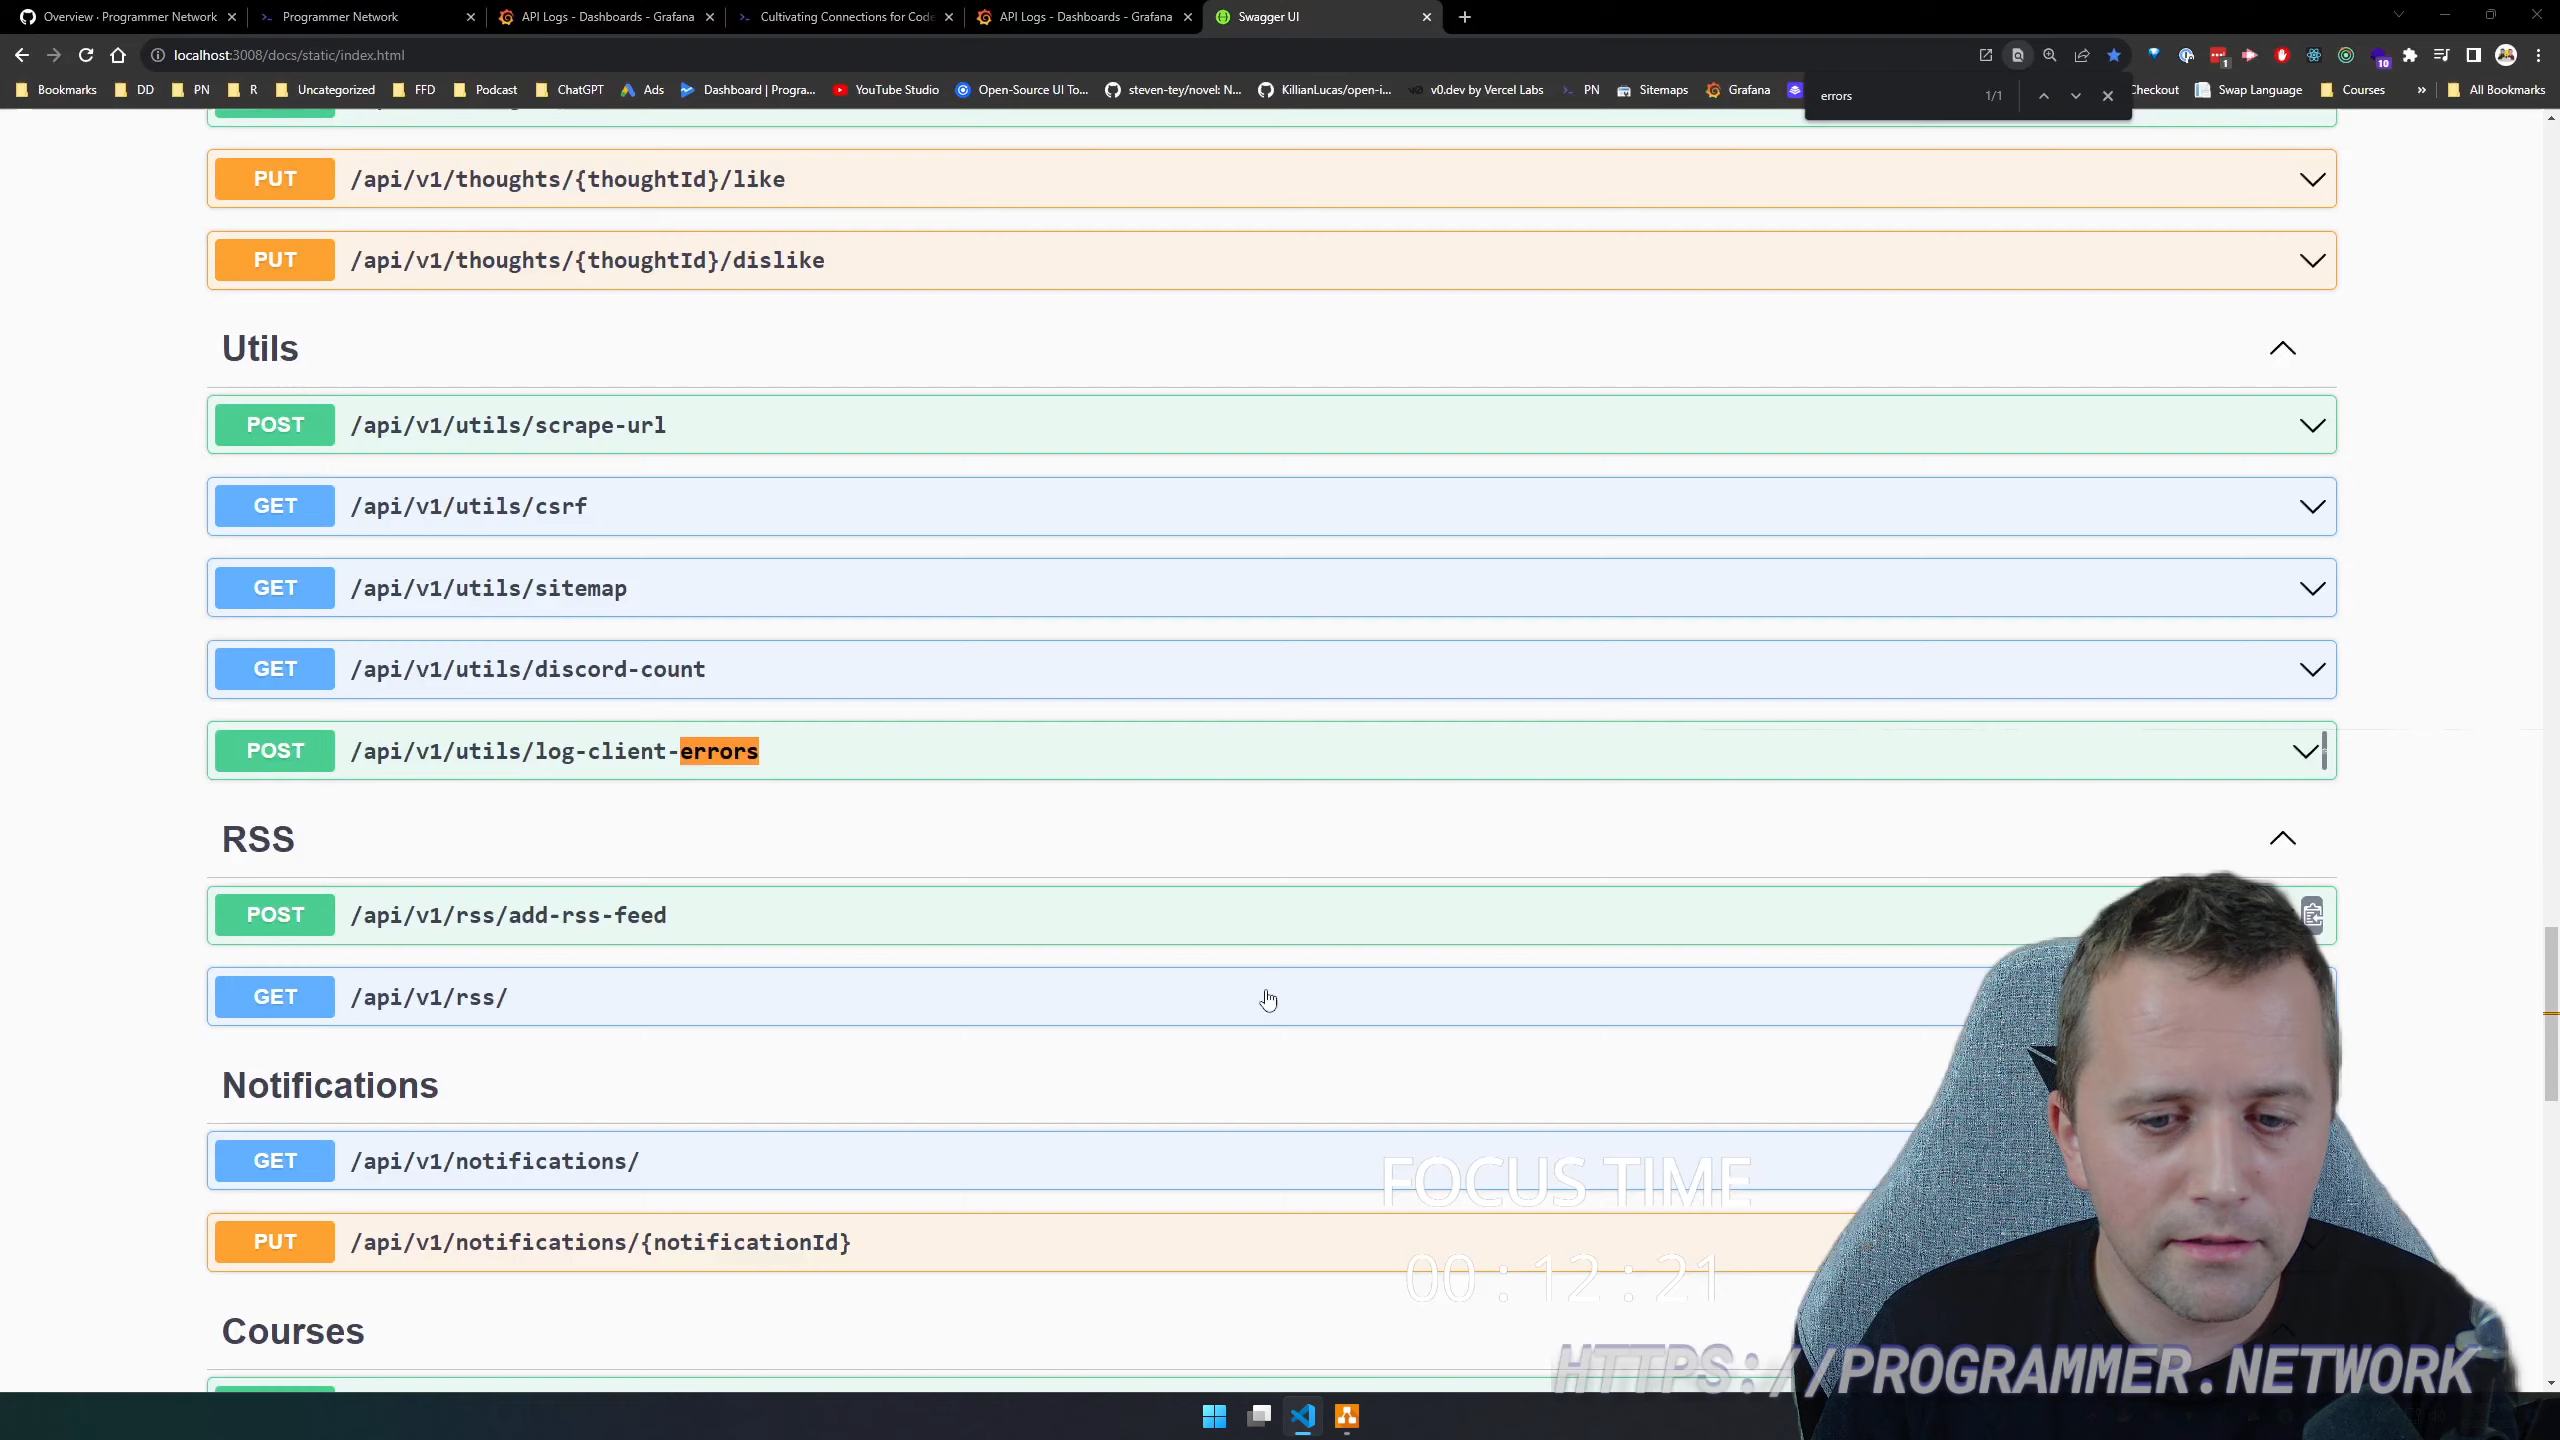 Overview · Programmer Network
Programmer Network
API Logs - Dashboards - Grafana
Cultivating Connections for Code
API Logs - Dashboards - Grafana
Swagger UI
localhost:3008/docs/static/index.html
1
10
Bookmarks
DD
PN
R
Uncategorized
FFD
Podcast
ChatGPT
Ads
Dashboard | Progra...
YouTube Studio
Open-Source UI To...
steven-tey/novel: N...
KillianLucas/open-i...
v0.dev by Vercel Labs
PN
Sitemaps
Grafana
Checkout
Swap Language
Courses
»
All Bookmarks
errors
1/1
PUT /api/v1/thoughts/{thoughtId}/like
PUT /api/v1/thoughts/{thoughtId}/dislike
Utils
POST /api/v1/utils/scrape-url
GET /api/v1/utils/csrf
GET /api/v1/utils/sitemap
GET /api/v1/utils/discord-count
POST /api/v1/utils/log-client-errors
RSS
POST /api/v1/rss/add-rss-feed
GET /api/v1/rss/
Notifications
GET /api/v1/notifications/
PUT /api/v1/notifications/{notificationId}
FOCUS TIME
00 : 12 : 21
Courses
HTTPS://PROGRAMMER.NETWORK